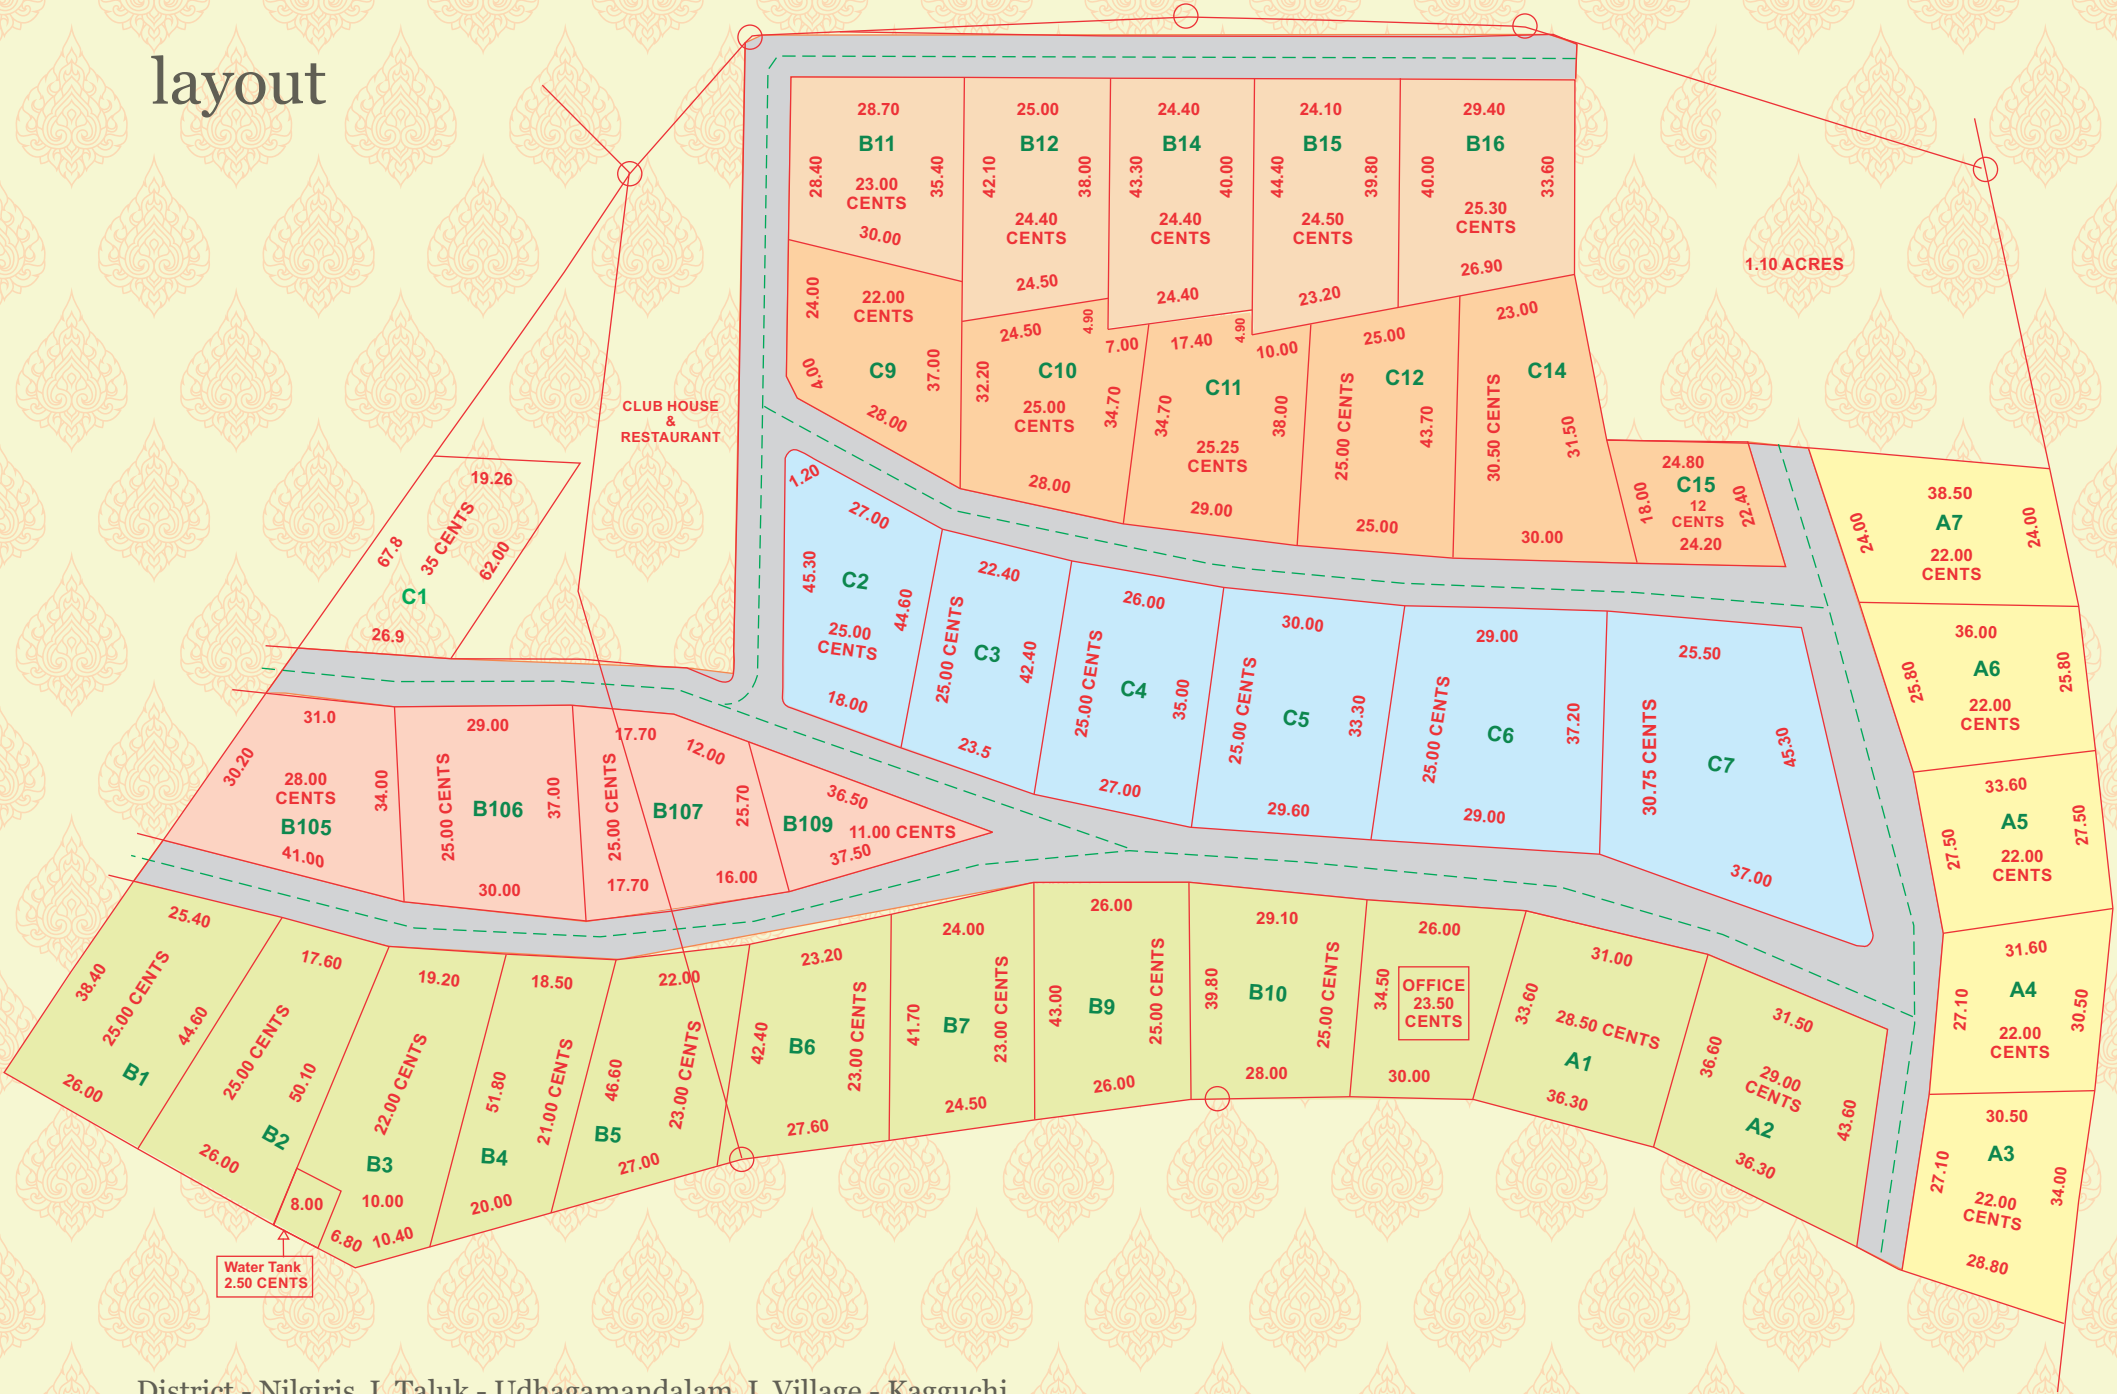 layout
28.70
B11
28.40
35.40
23.00
CENTS
30.00
25.00
B12
42.10
38.00
24.40
CENTS
24.50
24.40
B14
43.30
40.00
24.40
CENTS
24.40
24.10
B15
44.40
39.80
24.50
CENTS
23.20
29.40
B16
40.00
33.60
25.30
CENTS
26.90
1.10 ACRES
24.00
22.00
CENTS
4.00
C9
37.00
28.00
24.50
4.90
7.00
32.20
C10
25.00
CENTS
34.70
28.00
17.40
4.90
10.00
34.70
C11
38.00
25.25
CENTS
29.00
25.00
25.00 CENTS
C12
43.70
25.00
23.00
30.50 CENTS
C14
31.50
30.00
24.80
C15
18.00
12
CENTS
22.40
24.20
CLUB HOUSE
&
RESTAURANT
19.26
67.8
35 CENTS
62.00
C1
26.9
1.20
27.00
45.30
C2
44.60
25.00
CENTS
18.00
22.40
25.00 CENTS
C3
42.40
23.5
26.00
25.00 CENTS
C4
35.00
27.00
30.00
25.00 CENTS
C5
33.30
29.60
29.00
25.00 CENTS
C6
37.20
29.00
25.50
30.75 CENTS
C7
45.30
37.00
38.50
24.00
A7
24.00
22.00
CENTS
36.00
25.80
A6
25.80
22.00
CENTS
33.60
27.50
A5
27.50
22.00
CENTS
31.60
27.10
A4
30.50
22.00
CENTS
30.50
27.10
A3
34.00
22.00
CENTS
28.80
31.0
30.20
28.00
CENTS
34.00
B105
41.00
29.00
25.00 CENTS
B106
37.00
30.00
17.70
12.00
25.00 CENTS
B107
25.70
17.70
16.00
36.50
B109
11.00 CENTS
37.50
25.40
38.40
25.00 CENTS
44.60
B1
26.00
17.60
25.00 CENTS
50.10
B2
26.00
19.20
22.00 CENTS
B3
8.00
10.00
6.80
10.40
Water Tank
2.50 CENTS
18.50
51.80
21.00 CENTS
B4
20.00
22.00
46.60
23.00 CENTS
B5
27.00
23.20
42.40
B6
23.00 CENTS
27.60
24.00
41.70
B7
23.00 CENTS
24.50
26.00
43.00
B9
25.00 CENTS
26.00
29.10
39.80
B10
25.00 CENTS
28.00
26.00
34.50
OFFICE
23.50
CENTS
30.00
31.00
33.60
28.50 CENTS
A1
36.30
31.50
36.60
29.00
CENTS
A2
43.60
36.30
District - Nilgiris I Taluk - Udhagamandalam I Village - Kagguchi